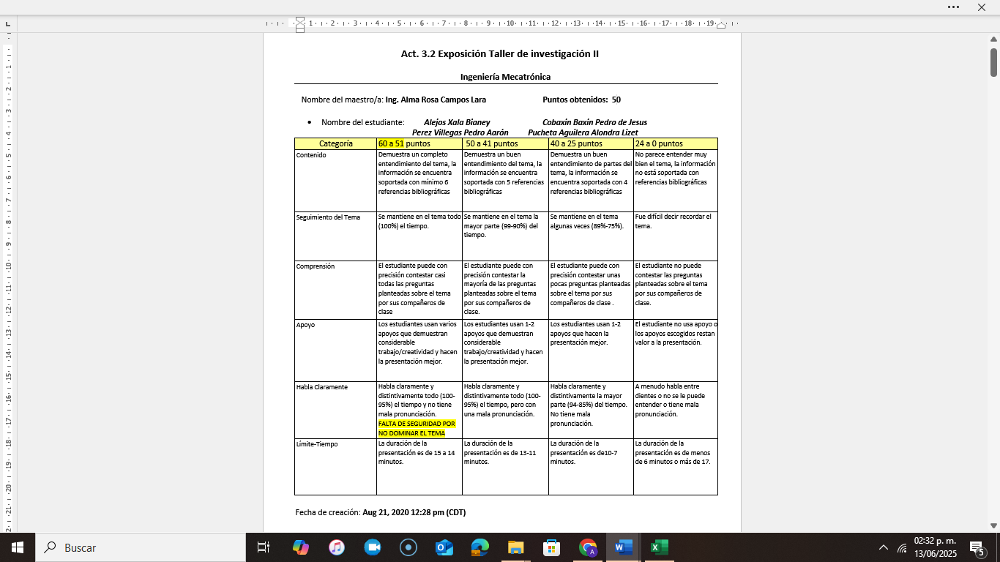 Act. 3.2 Exposición Taller de investigación II
Ingeniería Mecatrónica
Nombre del maestro/a: Ing. Alma Rosa Campos Lara Puntos obtenidos: 50
• Nombre del estudiante: Alejos Xala Bianey Cobaxin Baxin Pedro de Jesus
Perez Villegas Pedro Aarón Pucheta Aguilera Alondra Lizet
Categoría 60 a 51 puntos 50 a 41 puntos 40 a 25 puntos 24 a 0 puntos
Contenido
Demuestra un completo
entendimiento del tema, la
información se encuentra
soportada con mínimo 6
referencias bibliográficas
Demuestra un buen
entendimiento del tema, la
información se encuentra
soportada con 5 referencias
bibliográficas
Demuestra un buen
entendimiento de partes del
tema, la información se
encuentra soportada con 4
referencias bibliográficas
No parece entender muy
bien el tema, la información
no está soportada con
referencias bibliográficas
Seguimiento del Tema
Se mantiene en el tema todo
(100%) el tiempo.
Se mantiene en el tema la
mayor parte (99-90%) del
tiempo.
Se mantiene en el tema
algunas veces (89%-75%).
Fue difícil decir recordar el
tema.
Comprensión
El estudiante puede con
precisión contestar casi
todas las preguntas
planteadas sobre el tema
por sus compañeros de
clase
El estudiante puede con
precisión contestar la
mayoría de las preguntas
planteadas sobre el tema
por sus compañeros de
clase.
El estudiante puede con
precisión contestar unas
pocas preguntas planteadas
sobre el tema por sus
compañeros de clase .
El estudiante no puede
contestar las preguntas
planteadas sobre el tema
por sus compañeros de
clase.
Apoyo
Los estudiantes usan varios
apoyos que demuestran
considerable
trabajo/creatividad y hacen
la presentación mejor.
Los estudiantes usan 1-2
apoyos que demuestran
considerable
trabajo/creatividad y hacen
la presentación mejor.
Los estudiantes usan 1-2
apoyos que hacen la
presentación mejor.
El estudiante no usa apoyo o
los apoyos escogidos restan
valor a la presentación.
Habla Claramente
Habla claramente y
distintivamente todo (100-
95%) el tiempo y no tiene
mala pronunciación.
FALTA DE SEGURIDAD POR
NO DOMINAR EL TEMA
Habla claramente y
distintivamente todo (100-
95%) el tiempo, pero con
una mala pronunciación.
Habla claramente y
distintivamente la mayor
parte (94-85%) del tiempo.
No tiene mala
pronunciación.
A menudo habla entre
dientes o no se le puede
entender o tiene mala
pronunciación.
Límite-Tiempo
La duración de la
presentación es de 15 a 14
minutos.
La duración de la
presentación es de 13-11
minutos.
La duración de la
presentación es de10-7
minutos.
La duración de la
presentación es de menos
de 6 minutos o más de 17.
Fecha de creación: Aug 21, 2020 12:28 pm (CDT)
Buscar
02:32 p. m.
13/06/2025
5